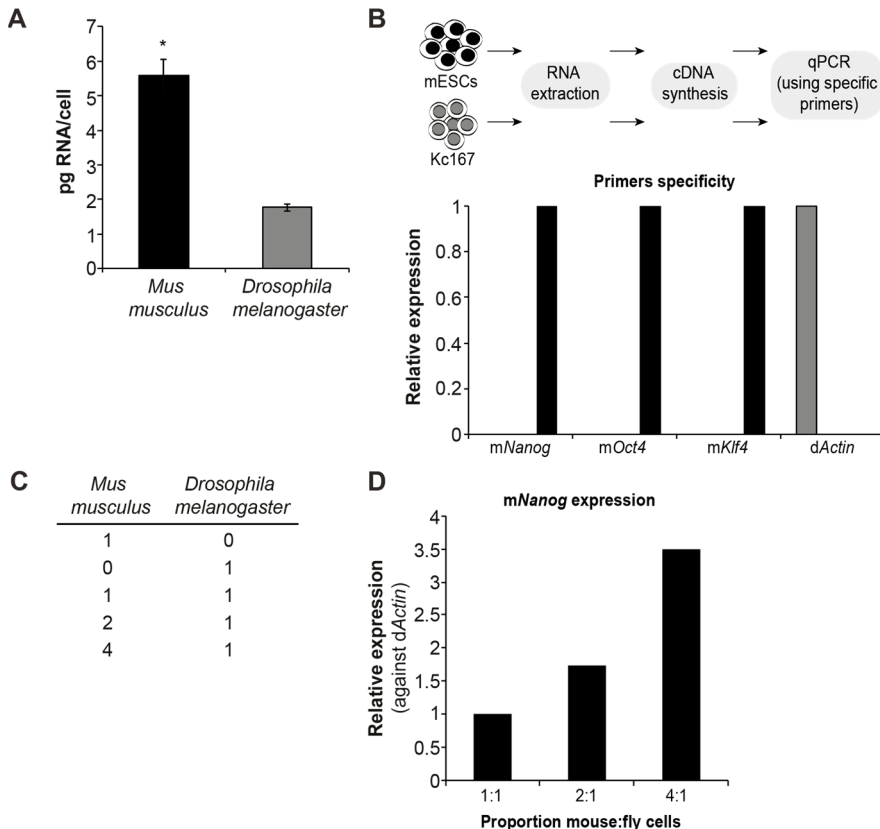 A
7
6
5
4
3
2
1
0
pg RNA/cell
*
Mus
musculus
Drosophila
melanogaster
B
mESCs
Kc167
RNA
extraction
cDNA
synthesis
qPCR
(using specific
primers)
Primers specificity
1
0.8
0.6
0.4
0.2
0
Relative expression
mNanog
mOct4
mKlf4
dActin
C
Mus
musculus
Drosophila
melanogaster
1 0
0 1
1 1
2 1
4 1
D
mNanog expression
4
3.5
3
2.5
2
1.5
1
0.5
0
Relative expression
(against dActin)
1:1
2:1
4:1
Proportion mouse:fly cells